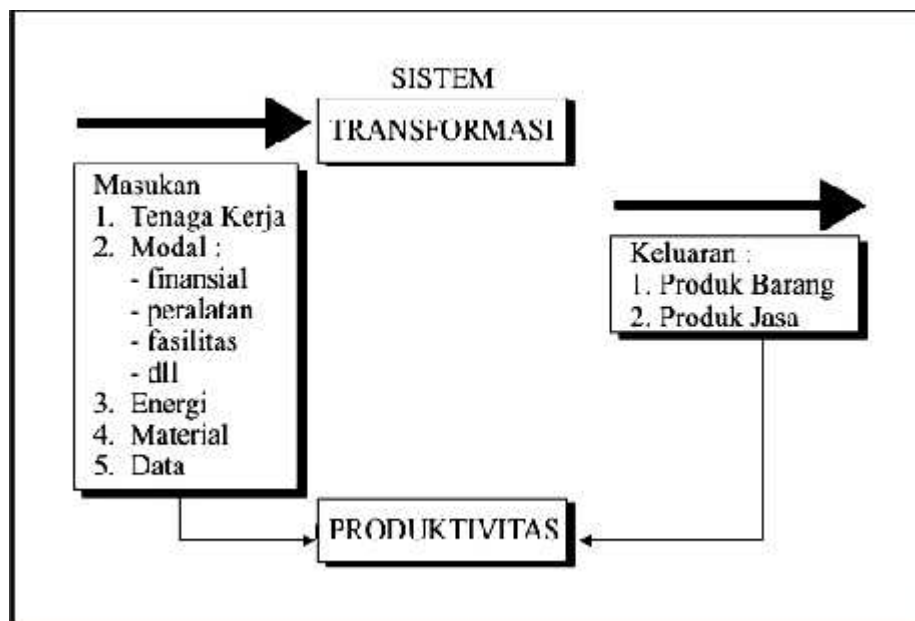 SISTEM
TRANSFORMASI
Masukan
1. Tenaga Kerja
2. Modal :
- finansial
- peralatan
- fasilitas
- dll
3. Energi
4. Material
5. Data
Keluaran :
1. Produk Barang
2. Produk Jasa
PRODUKTIVITAS